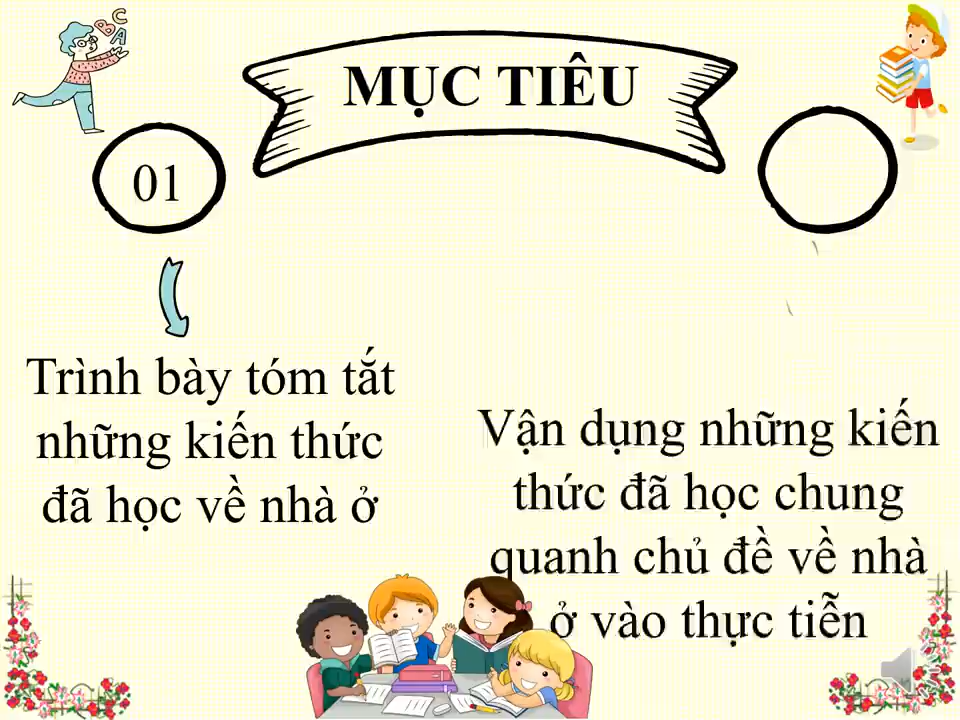 MỤC TIÊU
01
Trình bày tóm tắt
những kiến thức
đã học về nhà ở
Vận dụng những kiến
thức đã học chung
quanh chủ đề về nhà
ở vào thực tiễn
B C
A